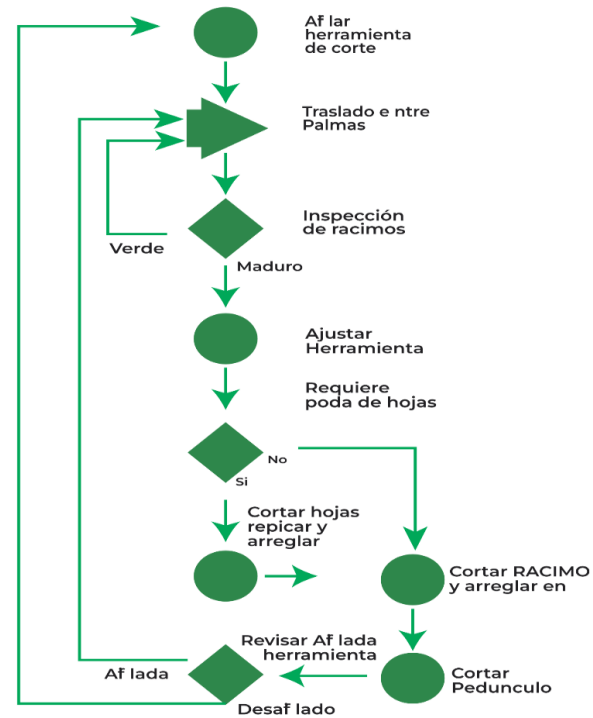 Af lar
herramienta
de corte
Traslado e ntre
Palmas
Inspección
de racimos
Verde
Maduro
Ajustar
Herramienta
Requiere
poda de hojas
No
Si
Cortar hojas
repicar y
arreglar
Cortar RACIMO
y arreglar en
Revisar Af lada
herramienta
Af lada
Cortar
Pedunculo
Desaf lado